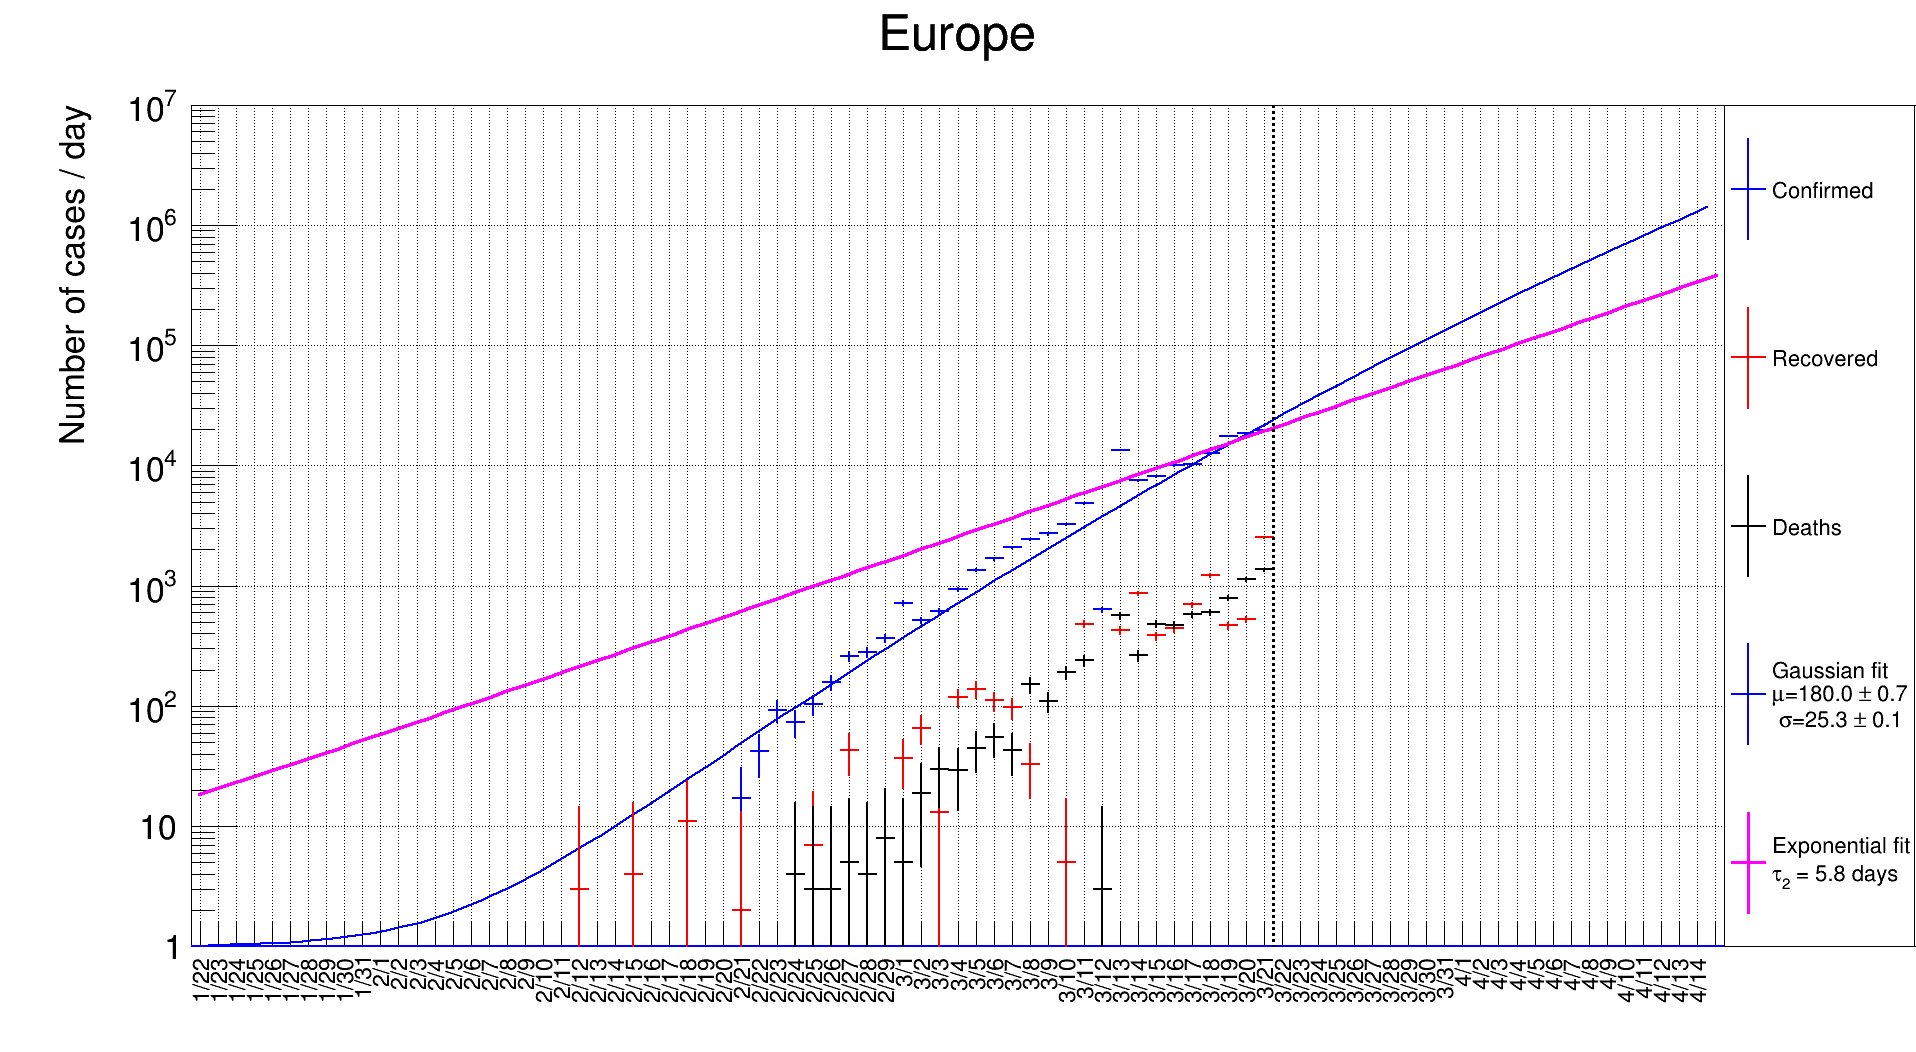 Europe
Number of cases / day
10^7
10^6
10^5
10^4
10^3
10^2
10
1
1/22 1/23 1/24 1/25 1/26 1/27 1/28 1/29 1/30 1/31 2/1 2/2 2/3 2/4 2/5 2/6 2/7 2/8 2/9 2/10 2/11 2/12 2/13 2/14 2/15 2/16 2/17 2/18 2/19 2/20 2/21 2/22 2/23 2/24 2/25 2/26 2/27 2/28 2/29 3/1 3/2 3/3 3/4 3/5 3/6 3/7 3/8 3/9 3/10 3/11 3/12 3/13 3/14 3/15 3/16 3/17 3/18 3/19 3/20 3/21 3/22 3/23 3/24 3/25 3/26 3/27 3/28 3/29 3/30 3/31 4/1 4/2 4/3 4/4 4/5 4/6 4/7 4/8 4/9 4/10 4/11 4/12 4/13 4/14
Confirmed
Recovered
Deaths
Gaussian fit
μ=180.0 ± 0.7
σ=25.3 ± 0.1
Exponential fit
τ₂ = 5.8 days